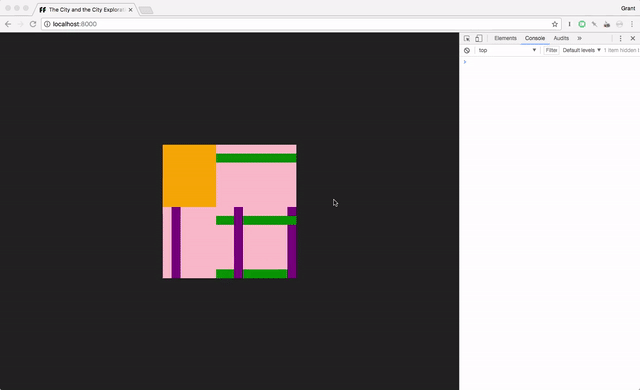 The City and the City Explorat
Grant
localhost:8000
Elements Console Audits »
top Filter Default levels 1 item hidden